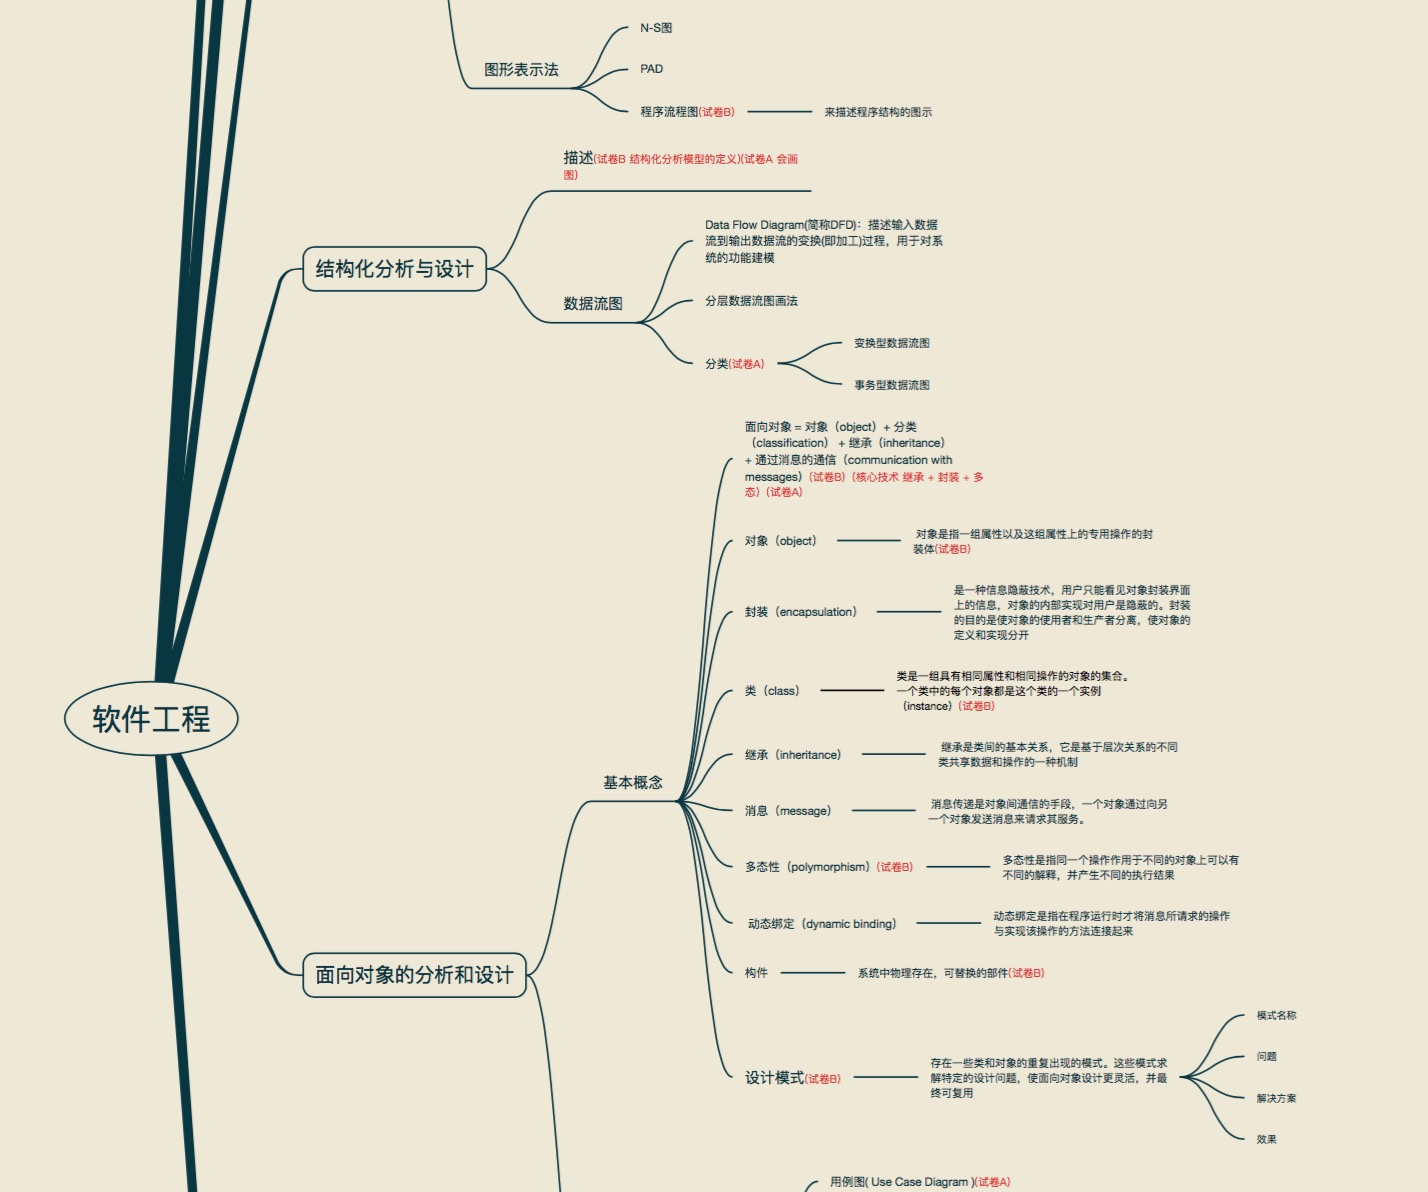 N-S图
图形表示法
PAD
程序流程图(试卷B)
来描述程序结构的图示
描述(试卷B 结构化分析模型的定义)(试卷A 会画
图)
结构化分析与设计
Data Flow Diagram(简称DFD)：描述输入数据
流到输出数据流的变换(即加工)过程，用于对系
统的功能建模
数据流图
分层数据流图画法
分类(试卷A)
变换型数据流图
事务型数据流图
面向对象 = 对象（object）+ 分类
（classification） + 继承（inheritance）
+ 通过消息的通信（communication with
messages）(试卷B)（核心技术 继承 + 封装 + 多
态）(试卷A)
对象（object）
对象是指一组属性以及这组属性上的专用操作的封
装体(试卷B)
封装（encapsulation）
是一种信息隐蔽技术，用户只能看见对象封装界面
上的信息，对象的内部实现对用户是隐蔽的。封装
的目的是使对象的使用者和生产者分离，使对象的
定义和实现分开
类（class）
类是一组具有相同属性和相同操作的对象的集合。
一个类中的每个对象都是这个类的一个实例
（instance）(试卷B)
软件工程
继承（inheritance）
继承是类间的基本关系，它是基于层次关系的不同
类共享数据和操作的一种机制
基本概念
消息（message）
消息传递是对象间通信的手段，一个对象通过向另
一个对象发送消息来请求其服务。
多态性（polymorphism）(试卷B)
多态性是指同一个操作作用于不同的对象上可以有
不同的解释，并产生不同的执行结果
动态绑定（dynamic binding）
动态绑定是指在程序运行时才将消息所请求的操作
与实现该操作的方法连接起来
面向对象的分析和设计
构件
系统中物理存在，可替换的部件(试卷B)
设计模式(试卷B)
存在一些类和对象的重复出现的模式。这些模式求
解特定的设计问题，使面向对象设计更灵活，并最
终可复用
模式名称
问题
解决方案
效果
用例图( Use Case Diagram )(试卷A)